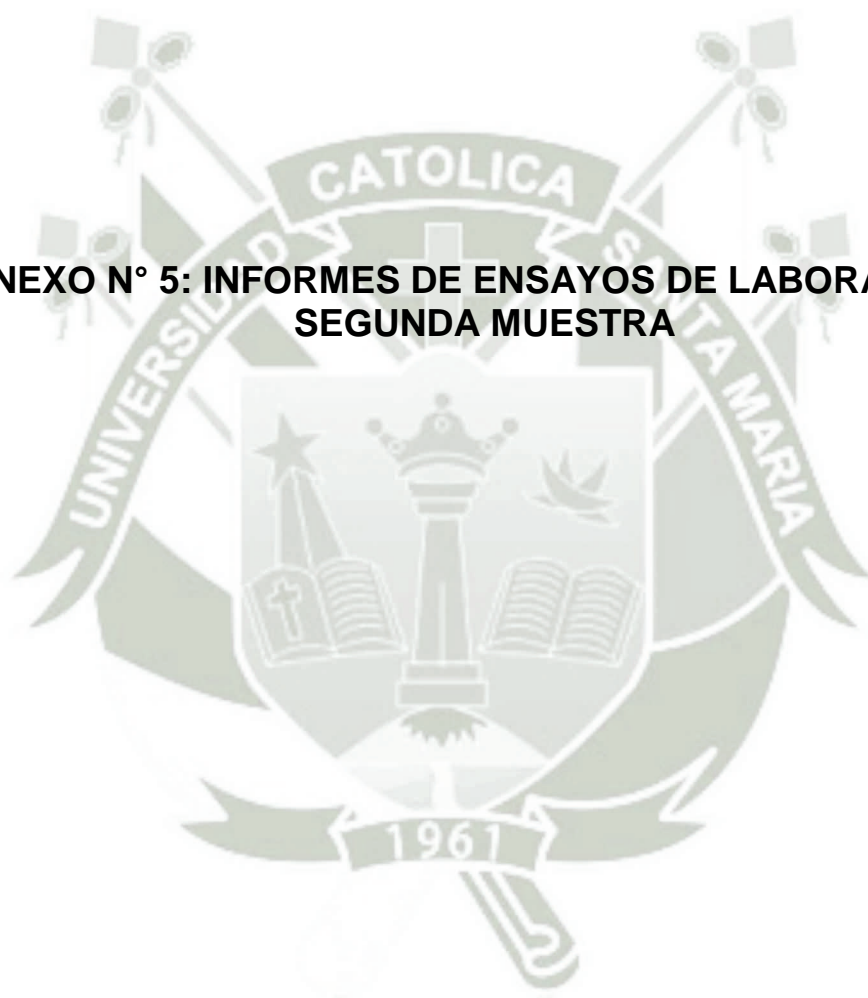 CATOLICA
UNIVERSIDAD
SANTA MARIA
NEXO N° 5: INFORMES DE ENSAYOS DE LABORA
SEGUNDA MUESTRA
1961